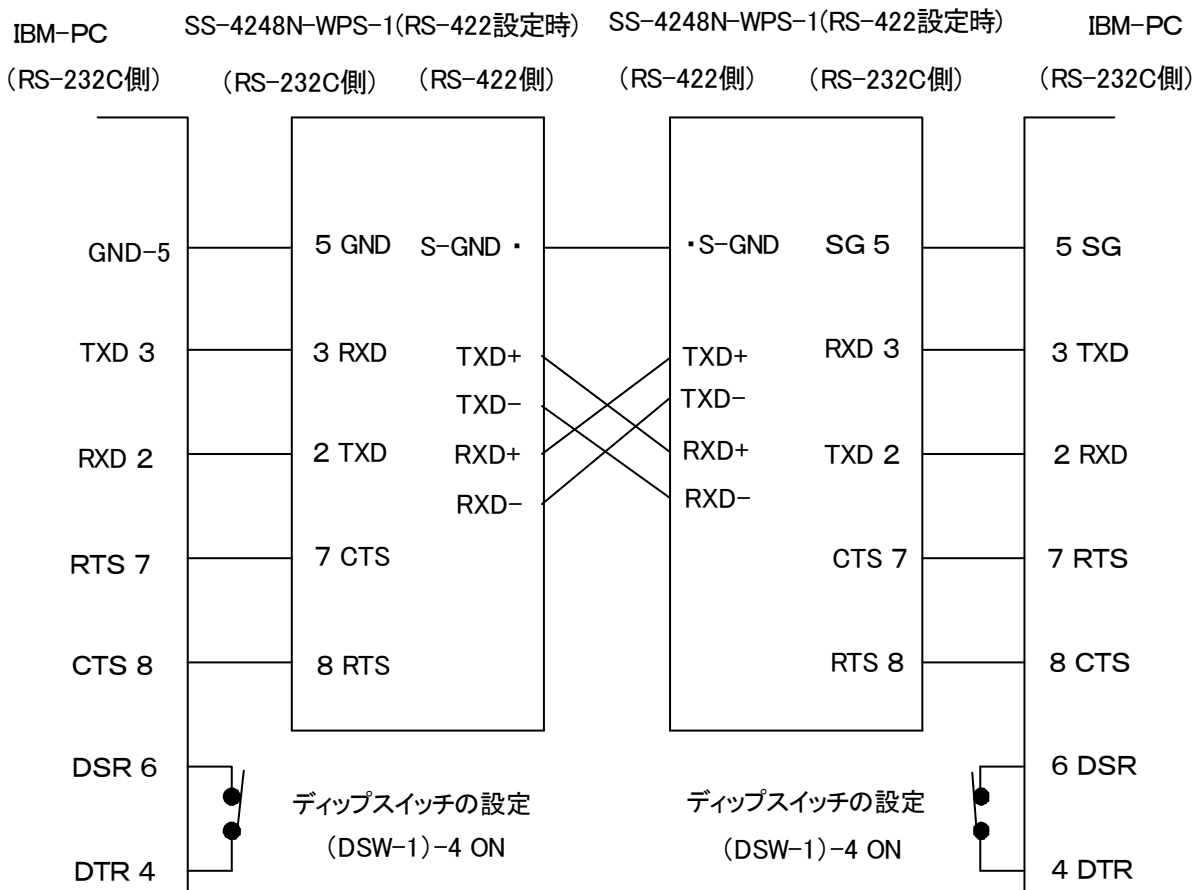 IBM-PC
SS-4248N-WPS-1(RS-422設定時)
SS-4248N-WPS-1(RS-422設定時)
IBM-PC
(RS-232C側)
(RS-232C側)
(RS-422側)
(RS-422側)
(RS-232C側)
(RS-232C側)
GND-5
5 GND
S-GND ・
・S-GND
SG 5
5 SG
TXD 3
3 RXD
TXD+
TXD+
RXD 3
3 TXD
TXD-
TXD-
RXD 2
2 TXD
RXD+
RXD+
TXD 2
2 RXD
RXD-
RXD-
RTS 7
7 CTS
CTS 7
7 RTS
CTS 8
8 RTS
RTS 8
8 CTS
DSR 6
6 DSR
ディップスイッチの設定
(DSW-1)-4 ON
ディップスイッチの設定
(DSW-1)-4 ON
DTR 4
4 DTR